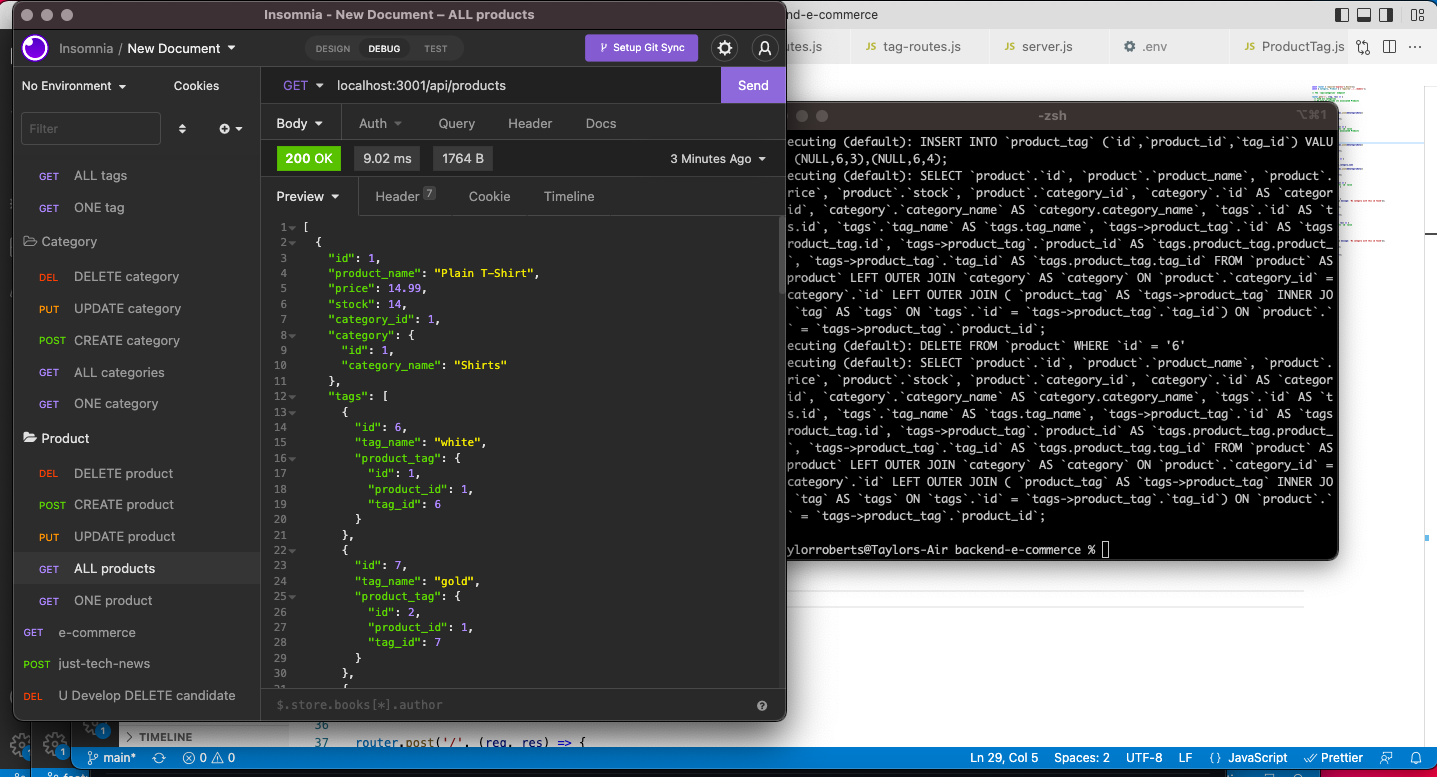 Insomnia - New Document – ALL products
nd-e-commerce
Insomnia / New Document
DESIGN DEBUG TEST
Setup Git Sync
utes.js
JS tag-routes.js
JS server.js
.env
JS ProductTag.js
No Environment
Cookies
GET localhost:3001/api/products
Send
Filter
Body Auth Query Header Docs
200 OK 9.02 ms 1764 B 3 Minutes Ago
Preview Header 7 Cookie Timeline
GET ALL tags
GET ONE tag
Category
DEL DELETE category
PUT UPDATE category
POST CREATE category
GET ALL categories
GET ONE category
Product
DEL DELETE product
POST CREATE product
PUT UPDATE product
GET ALL products
GET ONE product
GET e-commerce
POST just-tech-news
DEL U Develop DELETE candidate
1 [
2 {
3 "id": 1,
4 "product_name": "Plain T-Shirt",
5 "price": 14.99,
6 "stock": 14,
7 "category_id": 1,
8 "category": {
9 "id": 1,
10 "category_name": "Shirts"
11 },
12 "tags": [
13 {
14 "id": 6,
15 "tag_name": "white",
16 "product_tag": {
17 "id": 1,
18 "product_id": 1,
19 "tag_id": 6
20 }
21 },
22 {
23 "id": 7,
24 "tag_name": "gold",
25 "product_tag": {
26 "id": 2,
27 "product_id": 1,
28 "tag_id": 7
29 }
30 },
31 {
$.store.books[*].author
-zsh
⌥⌘1
ecuting (default): INSERT INTO `product_tag` (`id`,`product_id`,`tag_id`) VALU
(NULL,6,3),(NULL,6,4);
ecuting (default): SELECT `product`.`id`, `product`.`product_name`, `product`.
rice`, `product`.`stock`, `product`.`category_id`, `category`.`id` AS `categor
id`, `category`.`category_name` AS `category.category_name`, `tags`.`id` AS `t
s.id`, `tags`.`tag_name` AS `tags.tag_name`, `tags->product_tag`.`id` AS `tags
roduct_tag.id`, `tags->product_tag`.`product_id` AS `tags.product_tag.product_
`, `tags->product_tag`.`tag_id` AS `tags.product_tag.tag_id` FROM `product` AS
product` LEFT OUTER JOIN `category` AS `category` ON `product`.`category_id` =
category`.`id` LEFT OUTER JOIN ( `product_tag` AS `tags->product_tag` INNER JO
`tag` AS `tags` ON `tags`.`id` = `tags->product_tag`.`tag_id`) ON `product`.`
` = `tags->product_tag`.`product_id`;
ecuting (default): DELETE FROM `product` WHERE `id` = '6'
ecuting (default): SELECT `product`.`id`, `product`.`product_name`, `product`.
rice`, `product`.`stock`, `product`.`category_id`, `category`.`id` AS `categor
id`, `category`.`category_name` AS `category.category_name`, `tags`.`id` AS `t
s.id`, `tags`.`tag_name` AS `tags.tag_name`, `tags->product_tag`.`id` AS `tags
roduct_tag.id`, `tags->product_tag`.`product_id` AS `tags.product_tag.product_
`, `tags->product_tag`.`tag_id` AS `tags.product_tag.tag_id` FROM `product` AS
product` LEFT OUTER JOIN `category` AS `category` ON `product`.`category_id` =
category`.`id` LEFT OUTER JOIN ( `product_tag` AS `tags->product_tag` INNER JO
`tag` AS `tags` ON `tags`.`id` = `tags->product_tag`.`tag_id`) ON `product`.`
` = `tags->product_tag`.`product_id`;
ylorroberts@Taylors-Air backend-e-commerce %
36
TIMELINE
37 router.post('/', (req, res) => {
1
1
1
main* 0 0
Ln 29, Col 5 Spaces: 2 UTF-8 LF {} JavaScript Prettier